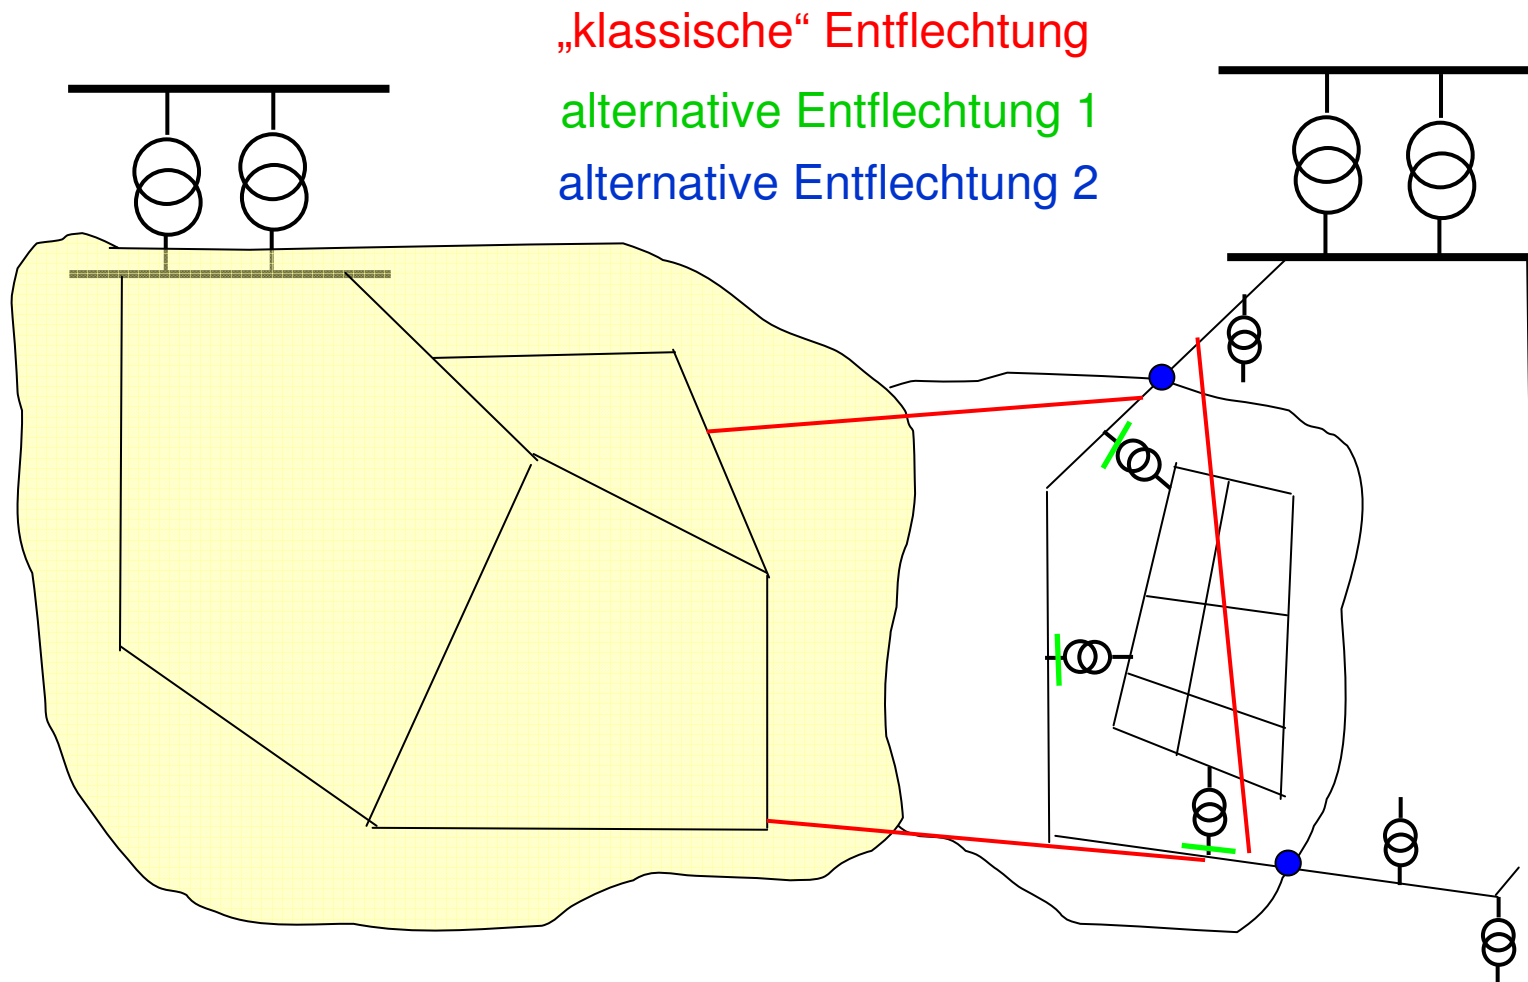 „klassische“ Entflechtung
alternative Entflechtung 1
alternative Entflechtung 2